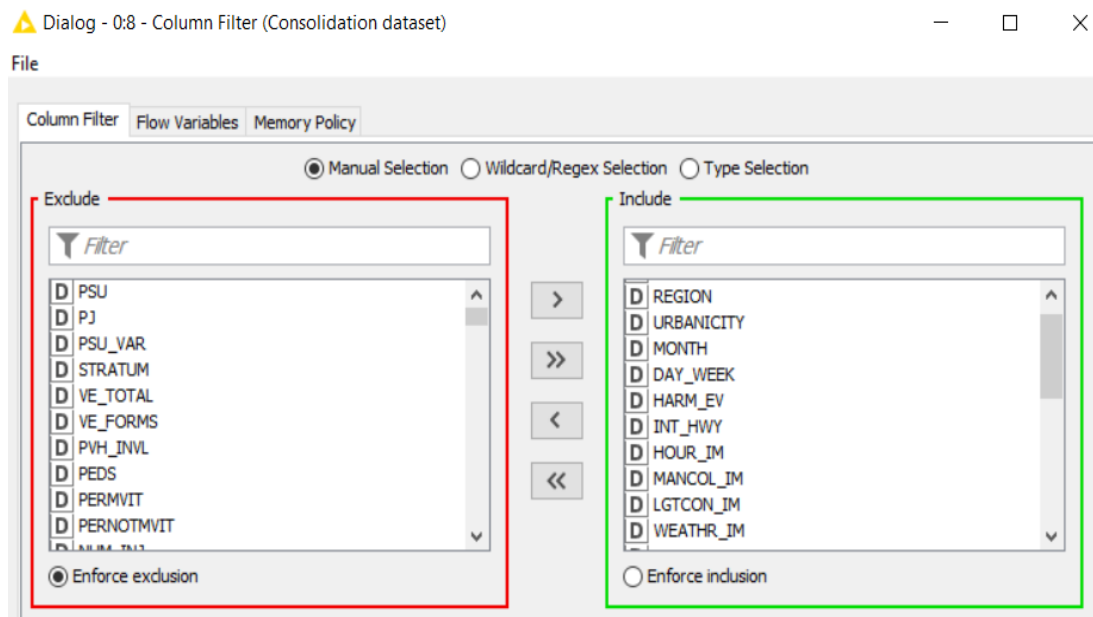 Dialog - 0:8 - Column Filter (Consolidation dataset)
File
Column Filter Flow Variables Memory Policy
Manual Selection Wildcard/Regex Selection Type Selection
Exclude
Filter
D PSU
D PJ
D PSU_VAR
D STRATUM
D VE_TOTAL
D VE_FORMS
D PVH_INVL
D PEDS
D PERMVIT
D PERNOTMVIT
Enforce exclusion
>
>>
<
<<
Include
Filter
D REGION
D URBANICITY
D MONTH
D DAY_WEEK
D HARM_EV
D INT_HWY
D HOUR_IM
D MANCOL_IM
D LGTCON_IM
D WEATHR_IM
Enforce inclusion